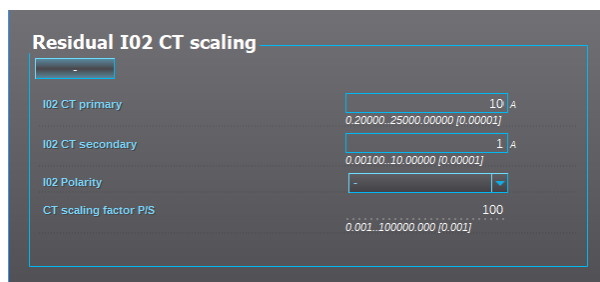 Residual I02 CT scaling
-
I02 CT primary 10 A
0.20000..25000.00000 [0.00001]
I02 CT secondary 1 A
0.00100..10.00000 [0.00001]
I02 Polarity -
CT scaling factor P/S 100
0.001..100000.000 [0.001]